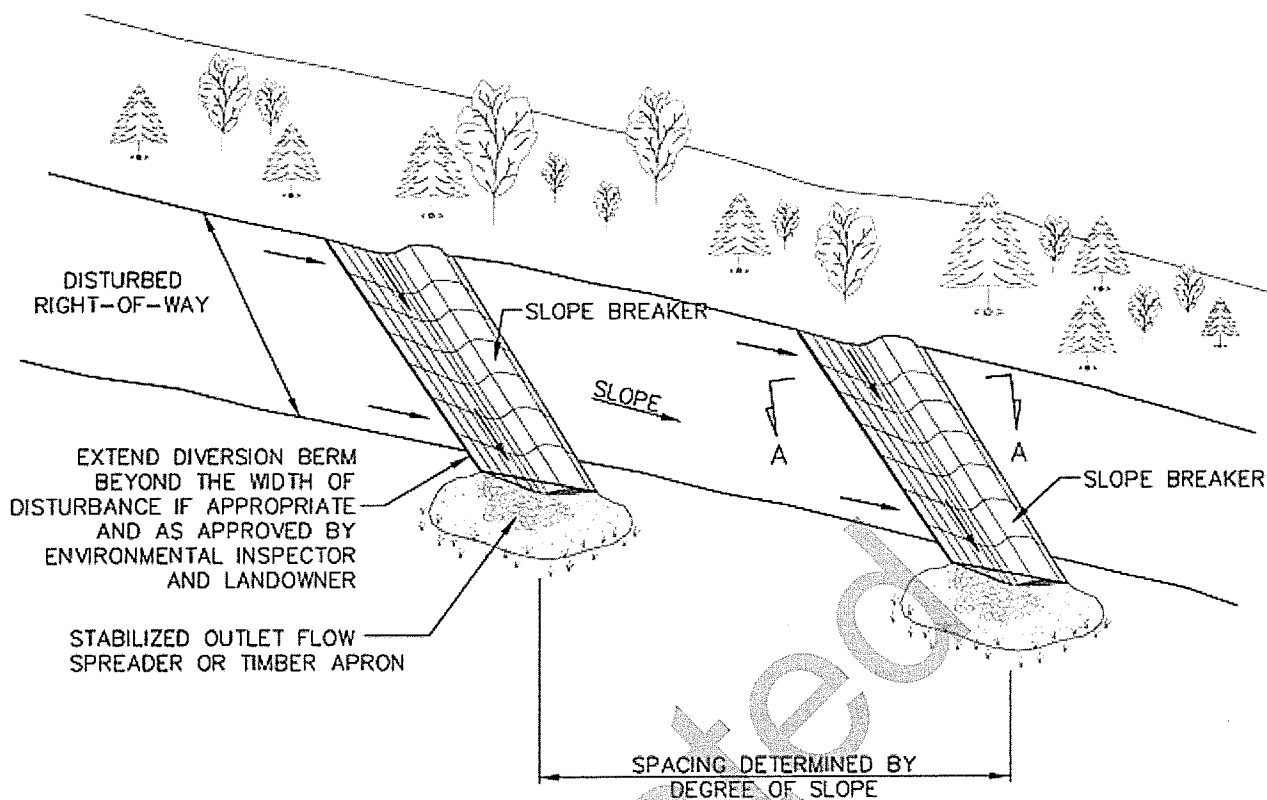 DISTURBED
RIGHT-OF-WAY
SLOPE BREAKER
SLOPE
A
A
SLOPE BREAKER
EXTEND DIVERSION BERM
BEYOND THE WIDTH OF
DISTURBANCE IF APPROPRIATE
AND AS APPROVED BY
ENVIRONMENTAL INSPECTOR
AND LANDOWNER
STABILIZED OUTLET FLOW
SPREADER OR TIMBER APRON
SPACING DETERMINED BY
DEGREE OF SLOPE